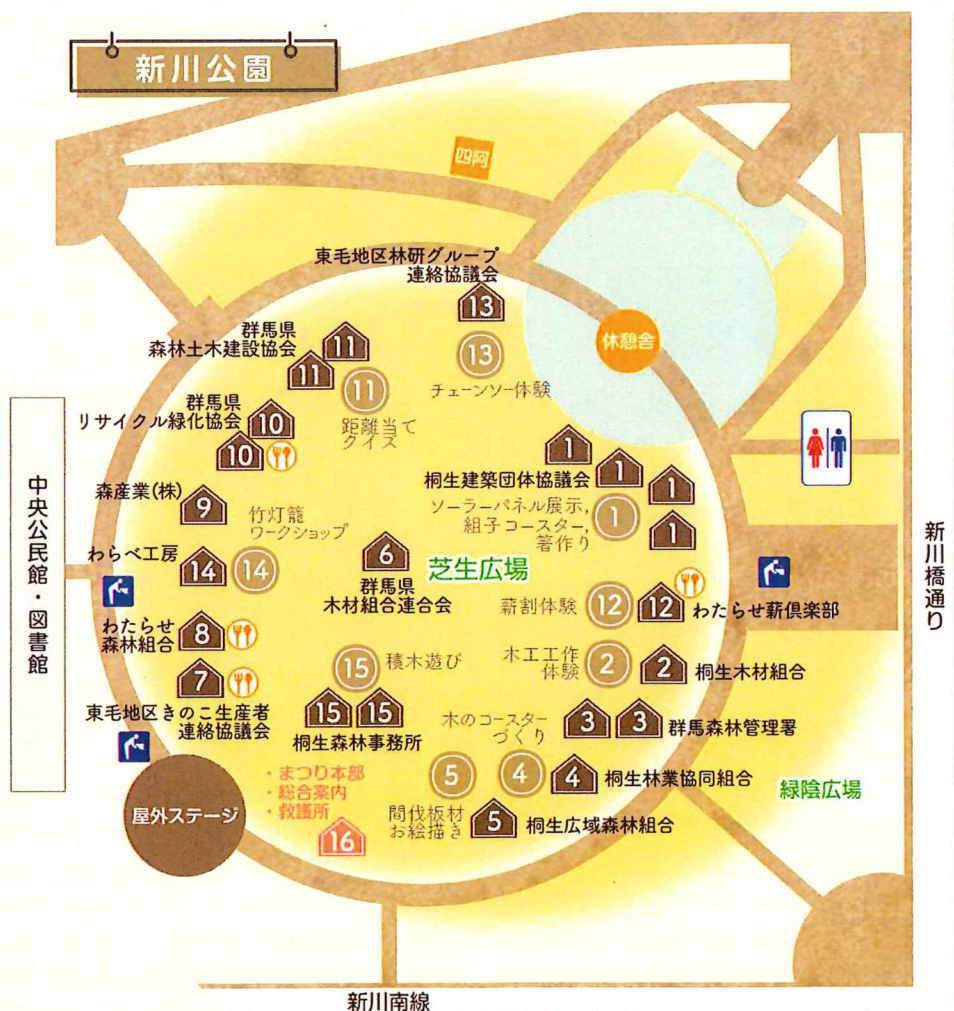 新川公園
四阿
東毛地区林研グループ
連絡協議会
13
13
チェーンソー体験
休憩舎
群馬県
森林土木建設協会
11
11
11
距離当て
クイズ
群馬県
リサイクル緑化協会
10
10
1
1
1
1
桐生建築団体協議会
ソーラーパネル展示,
組子コースター,
箸作り
1
森産業(株)
9
竹灯籠
ワークショップ
14
わらべ工房
14
6
群馬県
木材組合連合会
芝生広場
薪割体験
12
12
わたらせ薪倶楽部
わたらせ
森林組合
8
7
東毛地区きのこ生産者
連絡協議会
15
積木遊び
15
15
桐生森林事務所
木工工作
体験
2
2
桐生木材組合
木のコースター
づくり
3
3
群馬森林管理署
5
4
4
桐生林業協同組合
間伐板材
お絵描き
5
桐生広域森林組合
・まつり本部
・総合案内
・救護所
16
屋外ステージ
緑陰広場
中央公民館・図書館
新川橋通り
新川南線